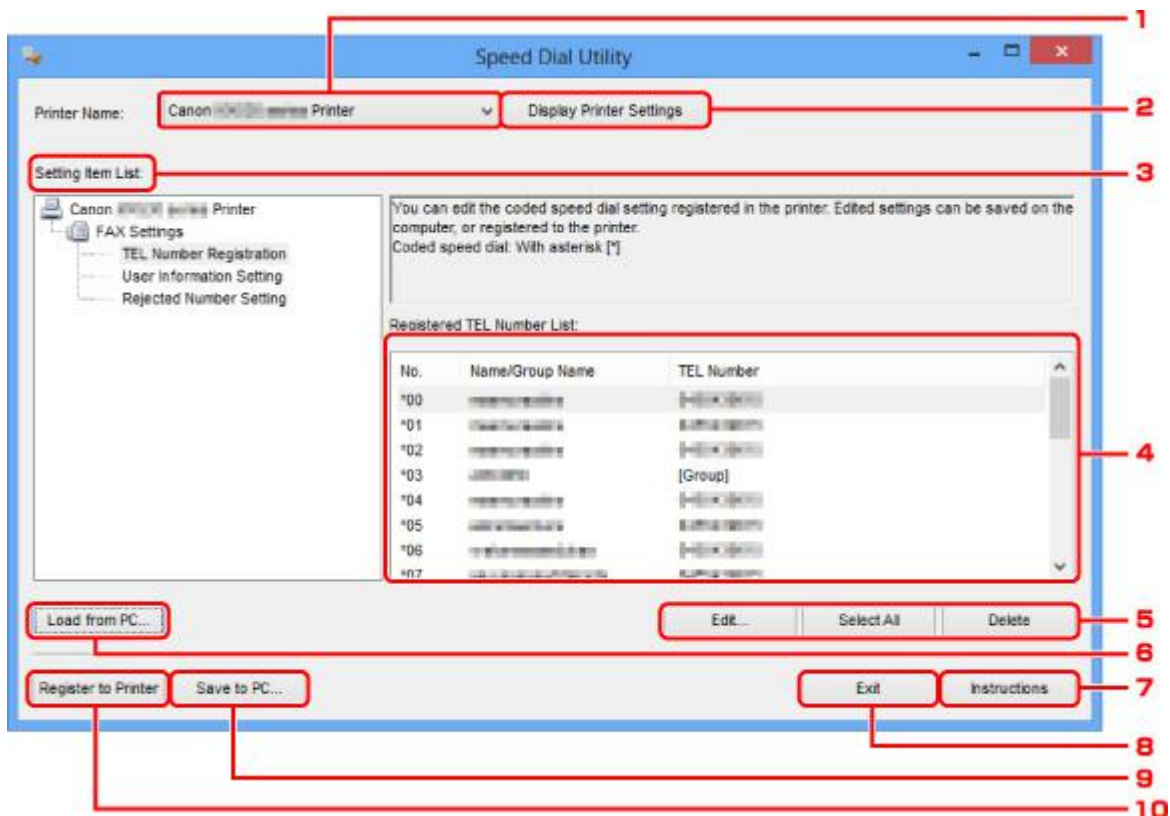 1
Speed Dial Utility
Printer Name:
Canon Printer
Display Printer Settings
2
Setting Item List:
3
Canon Printer
FAX Settings
TEL Number Registration
User Information Setting
Rejected Number Setting
You can edit the coded speed dial setting registered in the printer. Edited settings can be saved on the
computer, or registered to the printer.
Coded speed dial: With asterisk [*]
Registered TEL Number List:
No. Name/Group Name TEL Number
*00
*01
*02
*03 [Group]
*04
*05
*06
*07
4
Load from PC...
Edit... Select All Delete
5
6
Register to Printer Save to PC... Exit Instructions
7
8
9
10